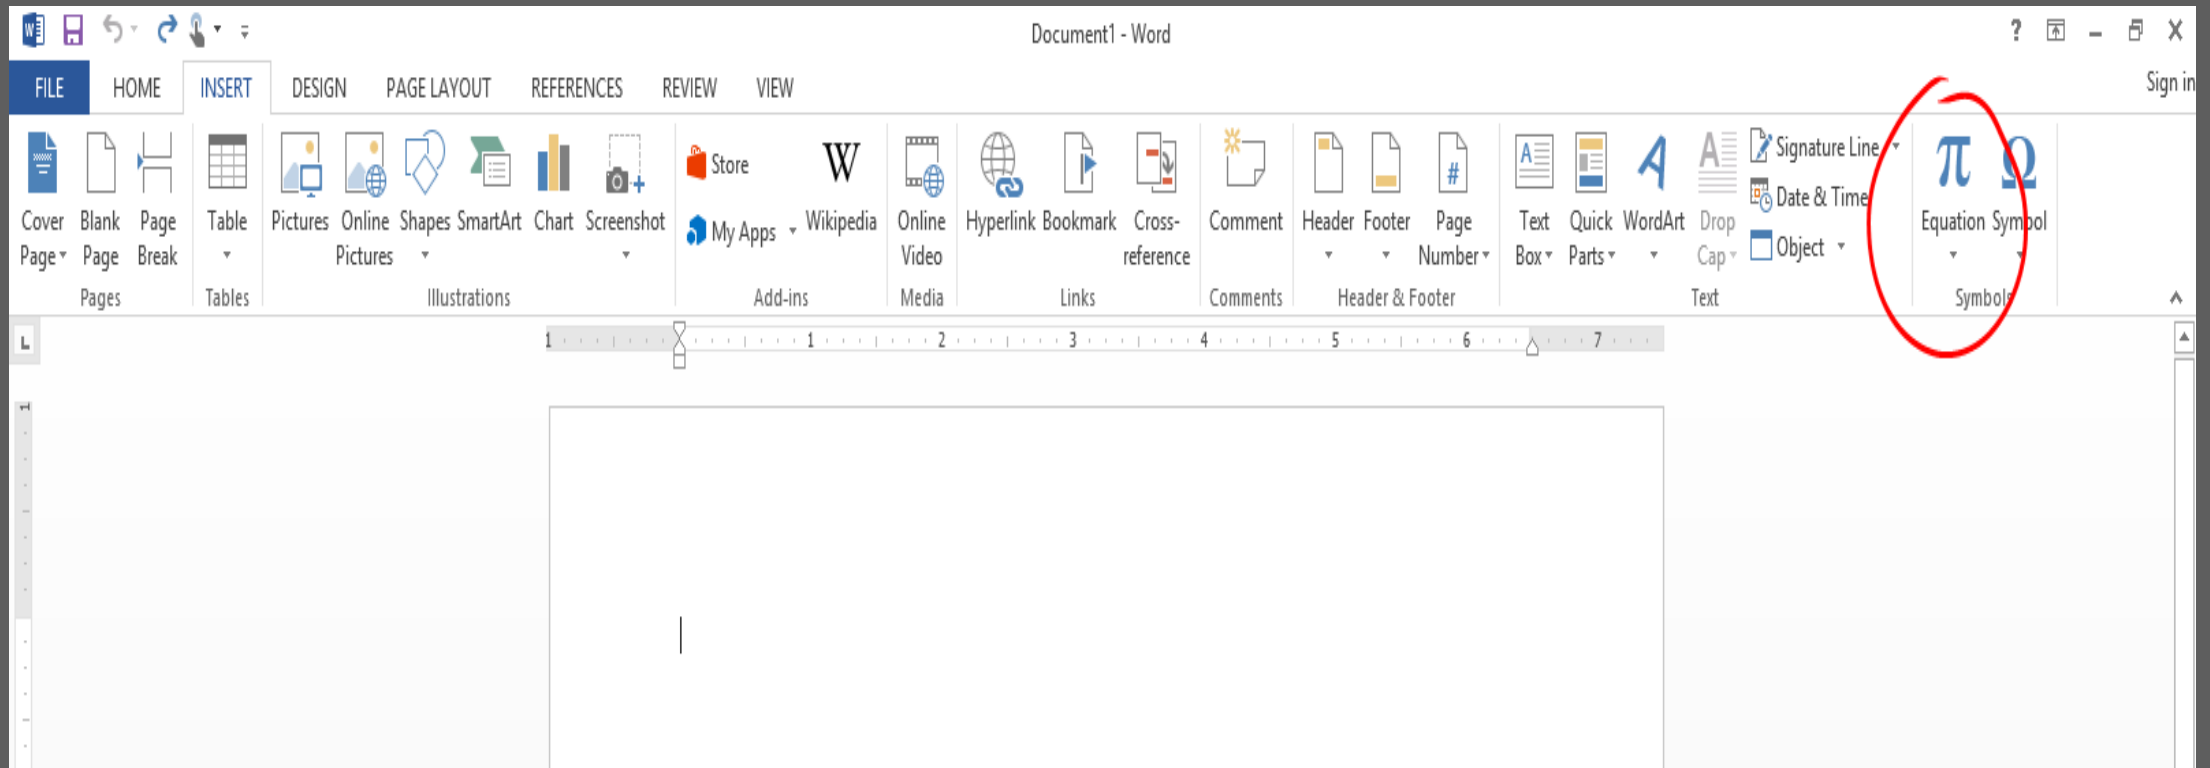 Document1 - Word
?
Sign in
FILE HOME INSERT DESIGN PAGE LAYOUT REFERENCES REVIEW VIEW
Cover Page
Blank Page
Page Break
Pages
Table
Tables
Pictures
Online Pictures
Shapes
SmartArt
Chart
Screenshot
Illustrations
Store
My Apps
W
Wikipedia
Add-ins
Online Video
Media
Hyperlink
Bookmark
Cross-
reference
Links
Comment
Comments
Header
Footer
#
Page Number
Header & Footer
A
Text Box
Quick Parts
A
WordArt
A
Drop Cap
Signature Line
Date & Time
Object
Text
π
Equation
Ω
Symbol
Symbols
L
1 1 2 3 4 5 6 7
1